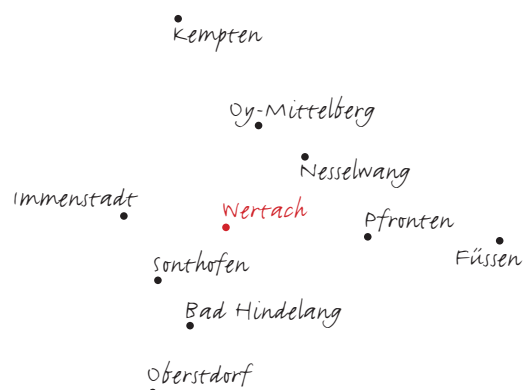 Kempten
Oy-Mittelberg
Nesselwang
Immenstadt
Wertach
Pfronten
Füssen
Sonthofen
Bad Hindelang
Oberstdorf